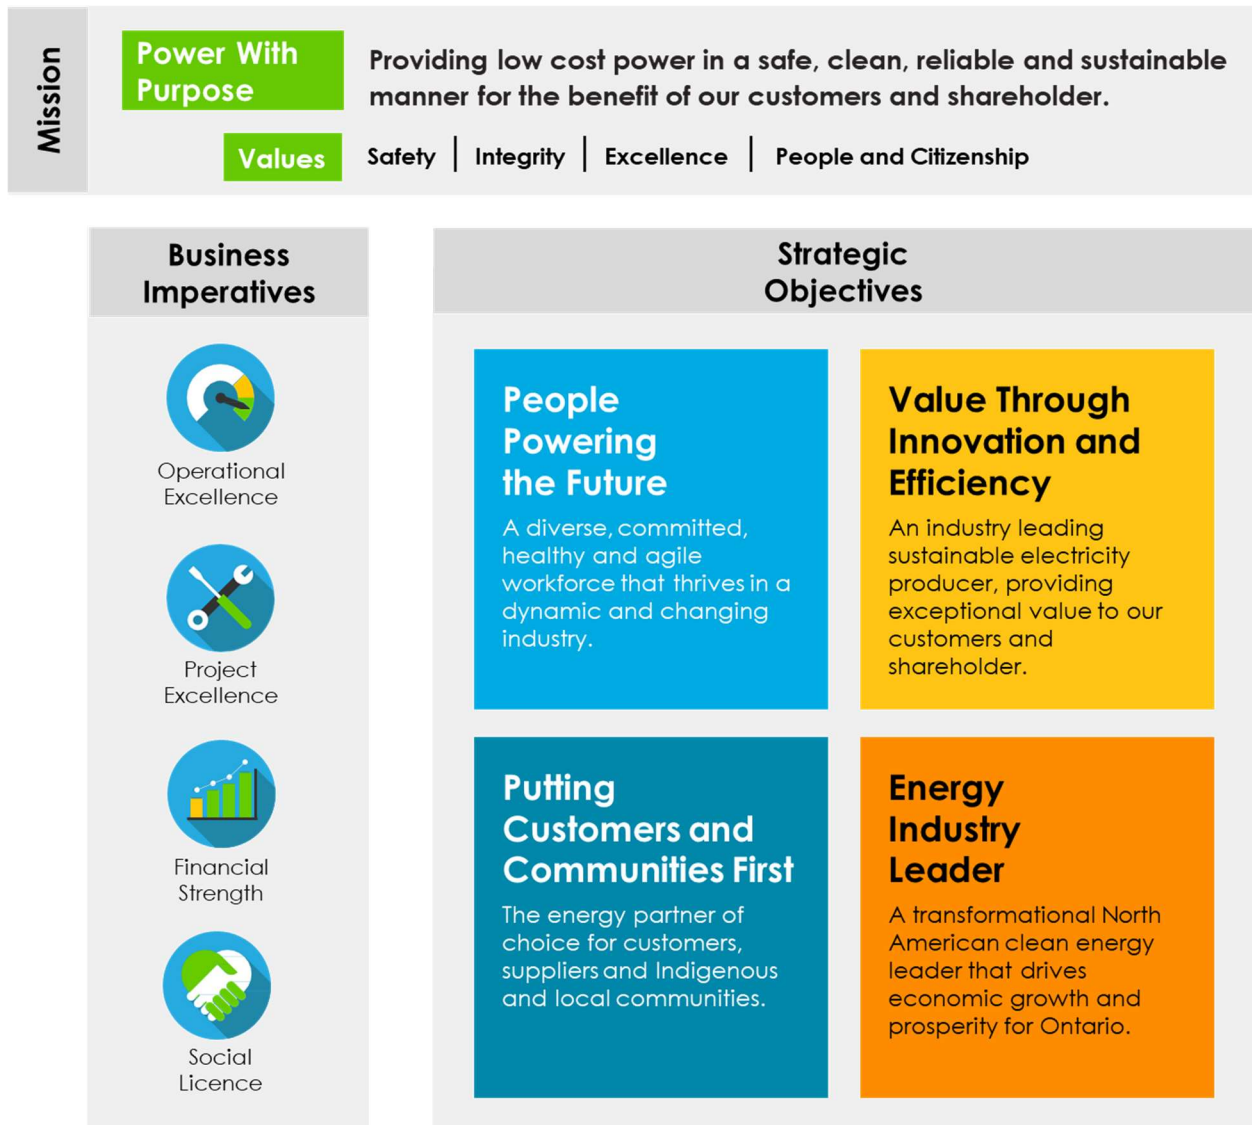 Mission
Power With
Purpose
Providing low cost power in a safe, clean, reliable and sustainable
manner for the benefit of our customers and shareholder.
Values
Safety | Integrity | Excellence | People and Citizenship
Business
Imperatives
Operational
Excellence
Project
Excellence
Financial
Strength
Social
Licence
Strategic
Objectives
People
Powering
the Future
A diverse, committed,
healthy and agile
workforce that thrives in a
dynamic and changing
industry.
Value Through
Innovation and
Efficiency
An industry leading
sustainable electricity
producer, providing
exceptional value to our
customers and
shareholder.
Putting
Customers and
Communities First
The energy partner of
choice for customers,
suppliers and Indigenous
and local communities.
Energy
Industry
Leader
A transformational North
American clean energy
leader that drives
economic growth and
prosperity for Ontario.